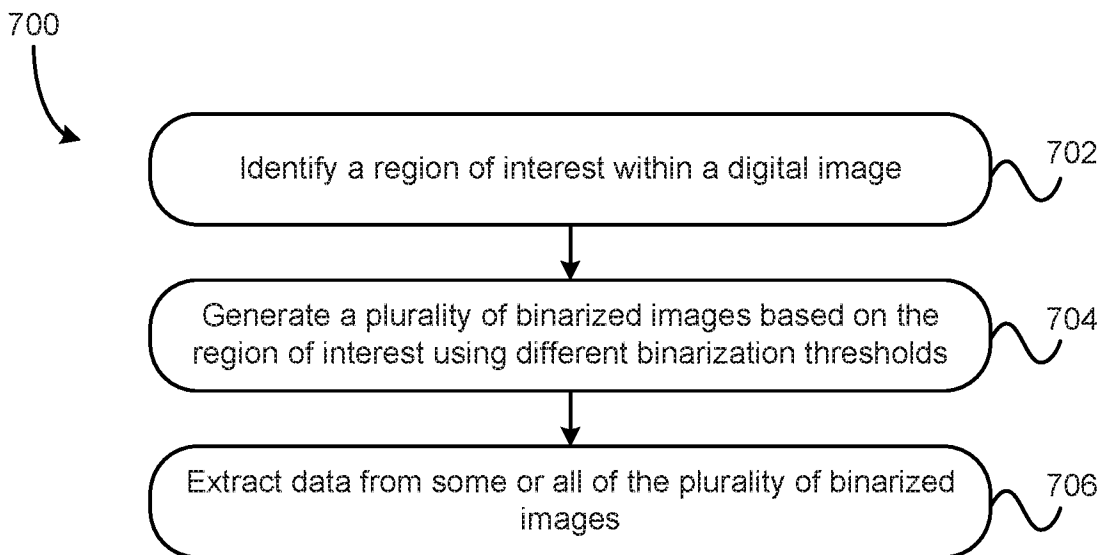 700
Identify a region of interest within a digital image
702
Generate a plurality of binarized images based on the
region of interest using different binarization thresholds
704
Extract data from some or all of the plurality of binarized
images
706